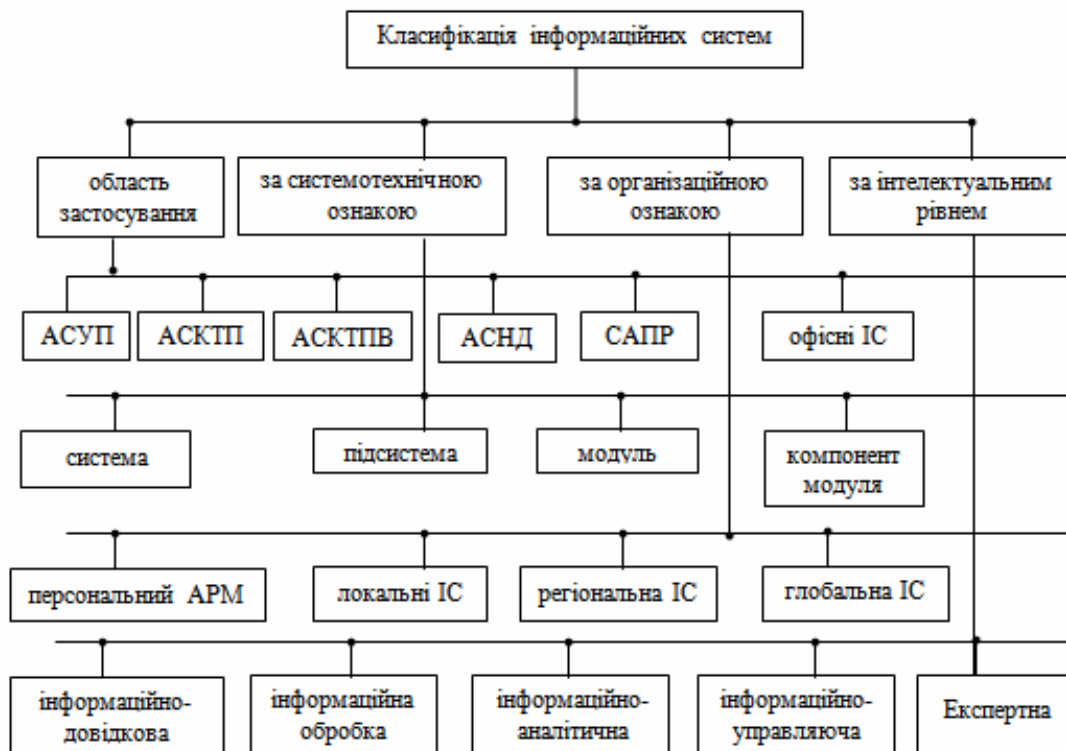 Класифікація інформаційних систем
область
застосування
за системотехнічною
ознакою
за організаційною
ознакою
за інтелектуальним
рівнем
АСУП
АСКТП
АСКТПВ
АСНД
САПР
офісні ІС
система
підсистема
модуль
компонент
модуля
персональний АРМ
локальні ІС
регіональна ІС
глобальна ІС
інформаційно-
довідкова
інформаційна
обробка
інформаційно-
аналітична
інформаційно-
управляюча
Експертна